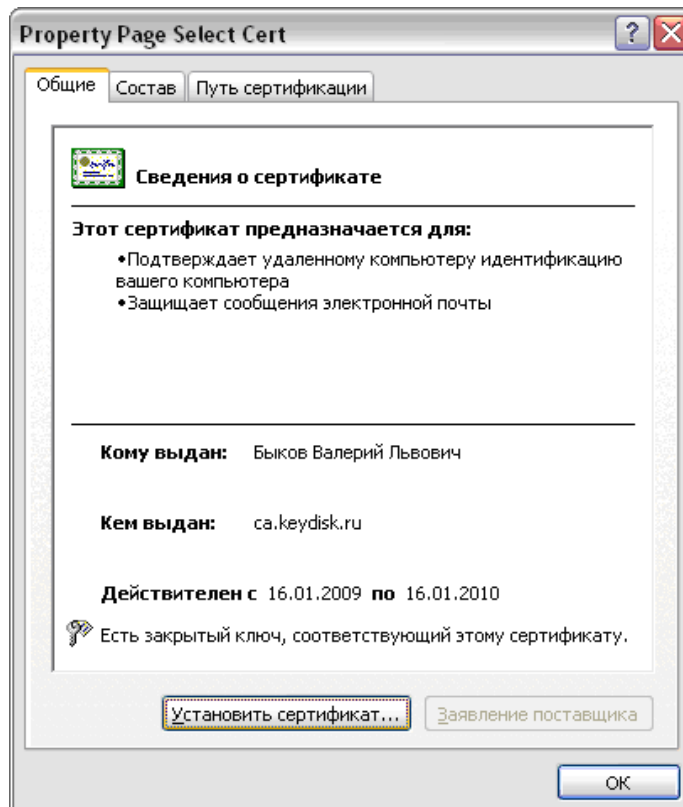 Property Page Select Cert
Общие Состав Путь сертификации
Сведения о сертификате
Этот сертификат предназначается для:
•Подтверждает удаленному компьютеру идентификацию
вашего компьютера
•Защищает сообщения электронной почты
Кому выдан: Быков Валерий Львович
Кем выдан: ca.keydisk.ru
Действителен с 16.01.2009 по 16.01.2010
Есть закрытый ключ, соответствующий этому сертификату.
Установить сертификат... Заявление поставщика
ОК